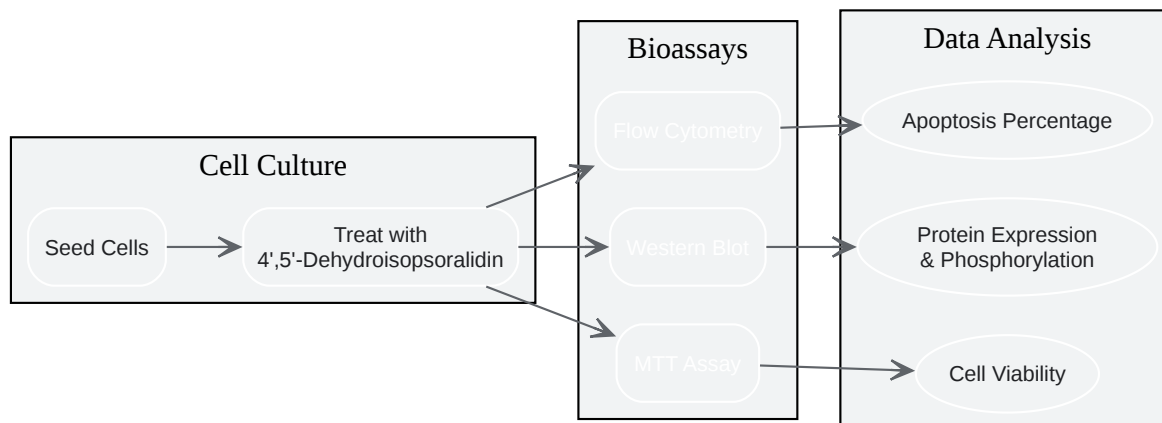 Cell Culture
Seed Cells
Treat with
4',5'-Dehydroisopsoralidin
Bioassays
Flow Cytometry
Western Blot
MTT Assay
Data Analysis
Apoptosis Percentage
Protein Expression
& Phosphorylation
Cell Viability